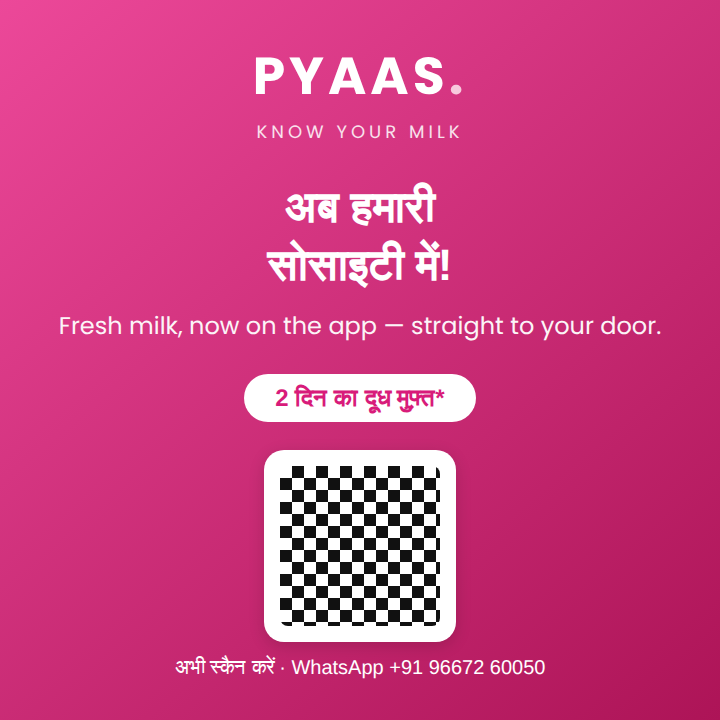 PYAAS.
KNOW YOUR MILK
अब हमारी
सोसाइटी में!
Fresh milk, now on the app — straight to your door.
2 दिन का दूध मुफ़्त*
अभी स्कैन करें · WhatsApp +91 96672 60050